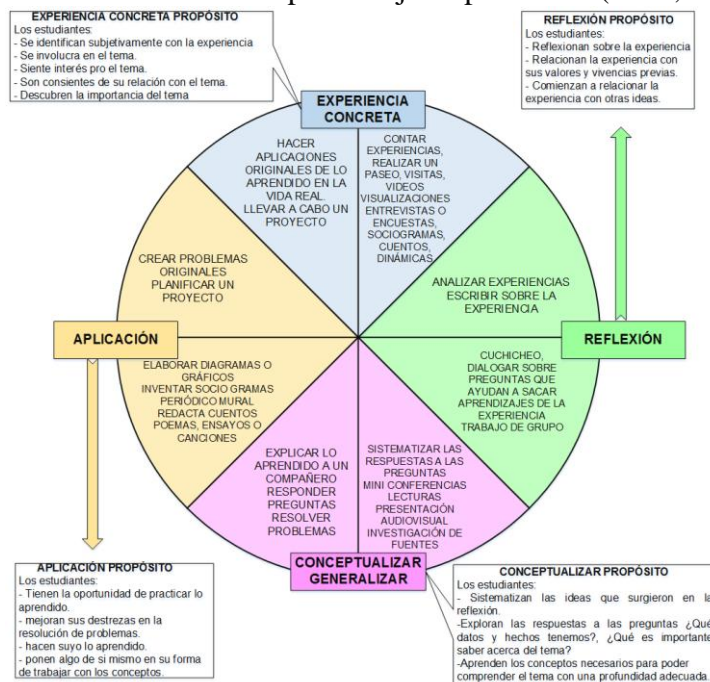 EXPERIENCIA CONCRETA PROPÓSITO
Los estudiantes:
- Se identifican subjetivamente con la experiencia
- Se involucra en el tema.
- Siente interés pro el tema.
- Son consientes de su relación con el tema.
- Descubren la importancia del tema
REFLEXIÓN PROPÓSITO
Los estudiantes:
- Reflexionan sobre la experiencia
- Relacionan la experiencia con
sus valores y vivencias previas.
- Comienzan a relacionar la
experiencia con otras ideas.
EXPERIENCIA
CONCRETA
HACER
APLICACIONES
ORIGINALES DE LO
APRENDIDO EN LA
VIDA REAL.
LLEVAR A CABO UN
PROYECTO
CONTAR
EXPERIENCIAS,
REALIZAR UN
PASEO, VISITAS,
VIDEOS
VISUALIZACIONES
ENTREVISTAS O
ENCUESTAS,
SOCIOGRAMAS,
CUENTOS,
DINÁMICAS.
CREAR PROBLEMAS
ORIGINALES
PLANIFICAR UN
PROYECTO
ANALIZAR EXPERIENCIAS
ESCRIBIR SOBRE LA
EXPERIENCIA
APLICACIÓN
REFLEXIÓN
ELABORAR DIAGRAMAS O
GRÁFICOS
INVENTAR SOCIO GRAMAS
PERIÓDICO MURAL
REDACTA CUENTOS
POEMAS, ENSAYOS O
CANCIONES
CUCHICHEO,
DIALOGAR SOBRE
PREGUNTAS QUE
AYUDAN A SACAR
APRENDIZAJES DE LA
EXPERIENCIA
TRABAJO DE GRUPO
EXPLICAR LO
APRENDIDO A UN
COMPAÑERO
RESPONDER
PREGUNTAS
RESOLVER
PROBLEMAS
SISTEMATIZAR LAS
RESPUESTAS A LAS
PREGUNTAS
MINI CONFERENCIAS
LECTURAS
PRESENTACIÓN
AUDIOVISUAL
INVESTIGACIÓN DE
FUENTES
CONCEPTUALIZAR
GENERALIZAR
APLICACIÓN PROPÓSITO
Los estudiantes:
- Tienen la oportunidad de practicar lo
aprendido.
- mejoran sus destrezas en la
resolución de problemas.
- hacen suyo lo aprendido.
- ponen algo de si mismo en su forma
de trabajar con los conceptos.
CONCEPTUALIZAR PROPÓSITO
Los estudiantes:
- Sistematizan las ideas que surgieron en la
reflexión.
-Exploran las respuestas a las preguntas ¿Qué
datos y hechos tenemos?, ¿Qué es importante
saber acerca del tema?
-Aprenden los conceptos necesarios para poder
comprender el tema con una profundidad adecuada.